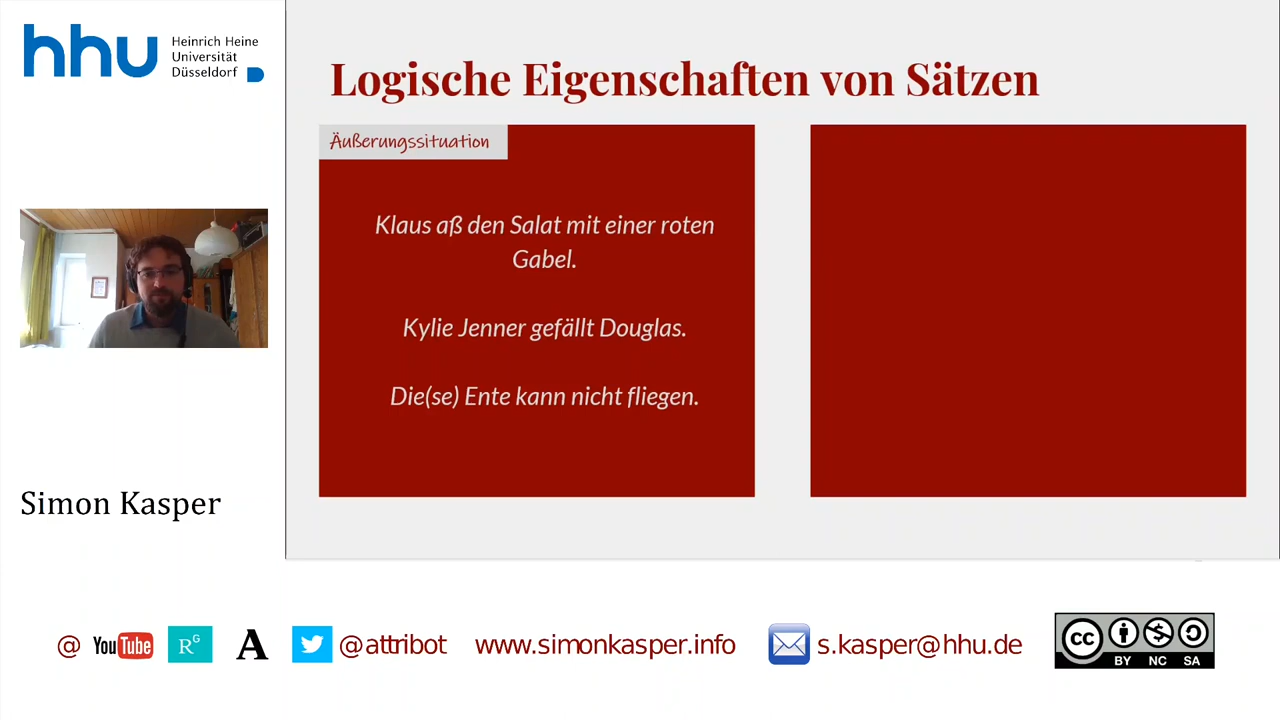 hhu Heinrich Heine
Universität
Düsseldorf
Logische Eigenschaften von Sätzen
Äußerungssituation
Klaus aß den Salat mit einer roten
Gabel.
Kylie Jenner gefällt Douglas.
Die(se) Ente kann nicht fliegen.
Simon Kasper
@ YouTube RG A @attribot www.simonkasper.info s.kasper@hhu.de
cc
BY NC SA